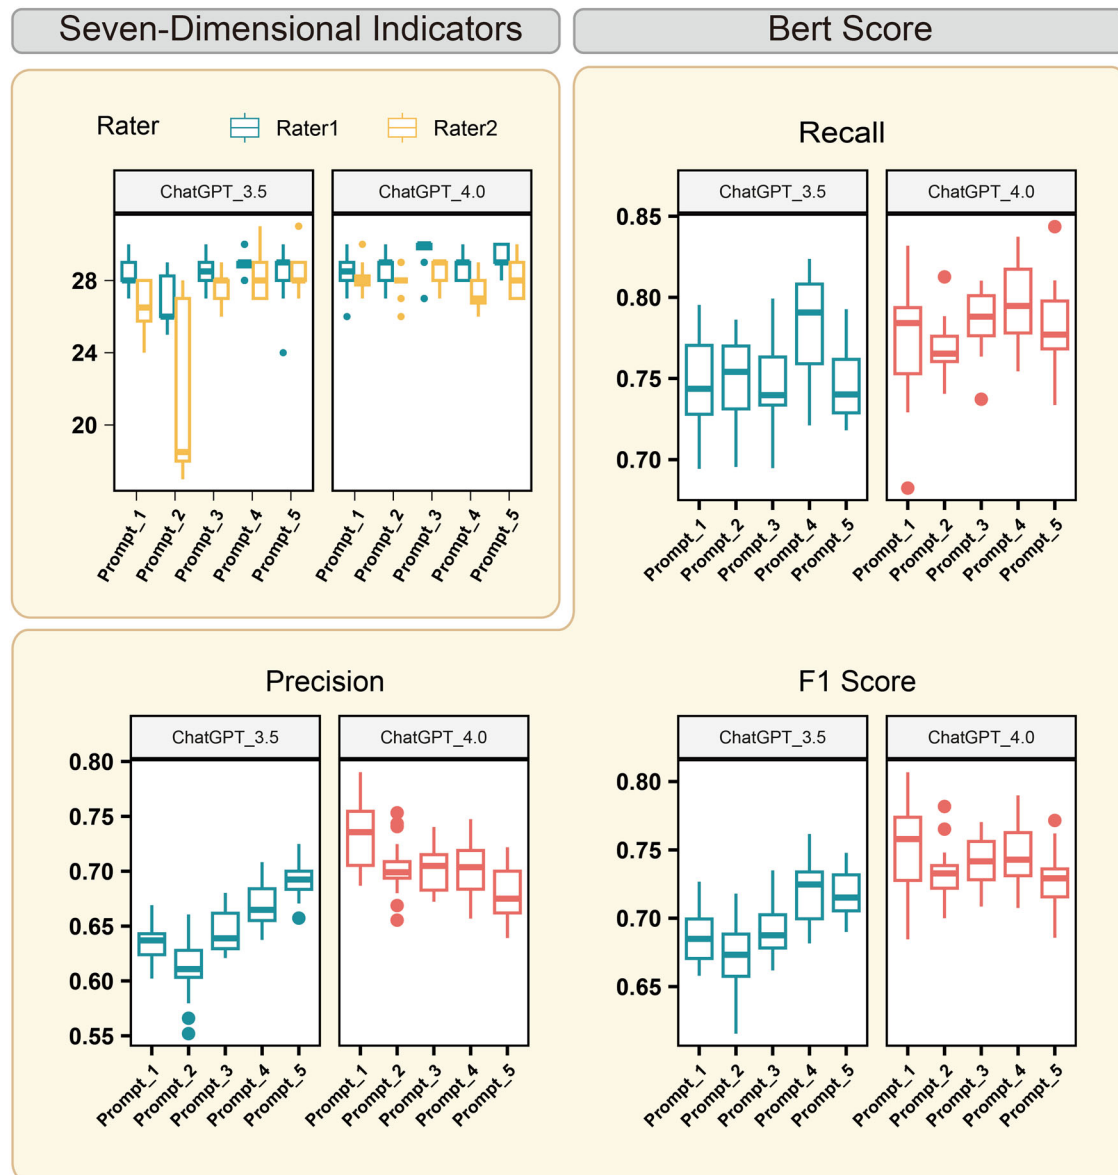 Seven-Dimensional Indicators
Bert Score
Rater
Rater1
Rater2
ChatGPT_3.5
ChatGPT_4.0
28
24
20
Prompt_1
Prompt_2
Prompt_3
Prompt_4
Prompt_5
Prompt_1
Prompt_2
Prompt_3
Prompt_4
Prompt_5
Recall
ChatGPT_3.5
ChatGPT_4.0
0.85
0.80
0.75
0.70
Prompt_1
Prompt_2
Prompt_3
Prompt_4
Prompt_5
Prompt_1
Prompt_2
Prompt_3
Prompt_4
Prompt_5
Precision
ChatGPT_3.5
ChatGPT_4.0
0.80
0.75
0.70
0.65
0.60
0.55
Prompt_1
Prompt_2
Prompt_3
Prompt_4
Prompt_5
Prompt_1
Prompt_2
Prompt_3
Prompt_4
Prompt_5
F1 Score
ChatGPT_3.5
ChatGPT_4.0
0.80
0.75
0.70
0.65
Prompt_1
Prompt_2
Prompt_3
Prompt_4
Prompt_5
Prompt_1
Prompt_2
Prompt_3
Prompt_4
Prompt_5